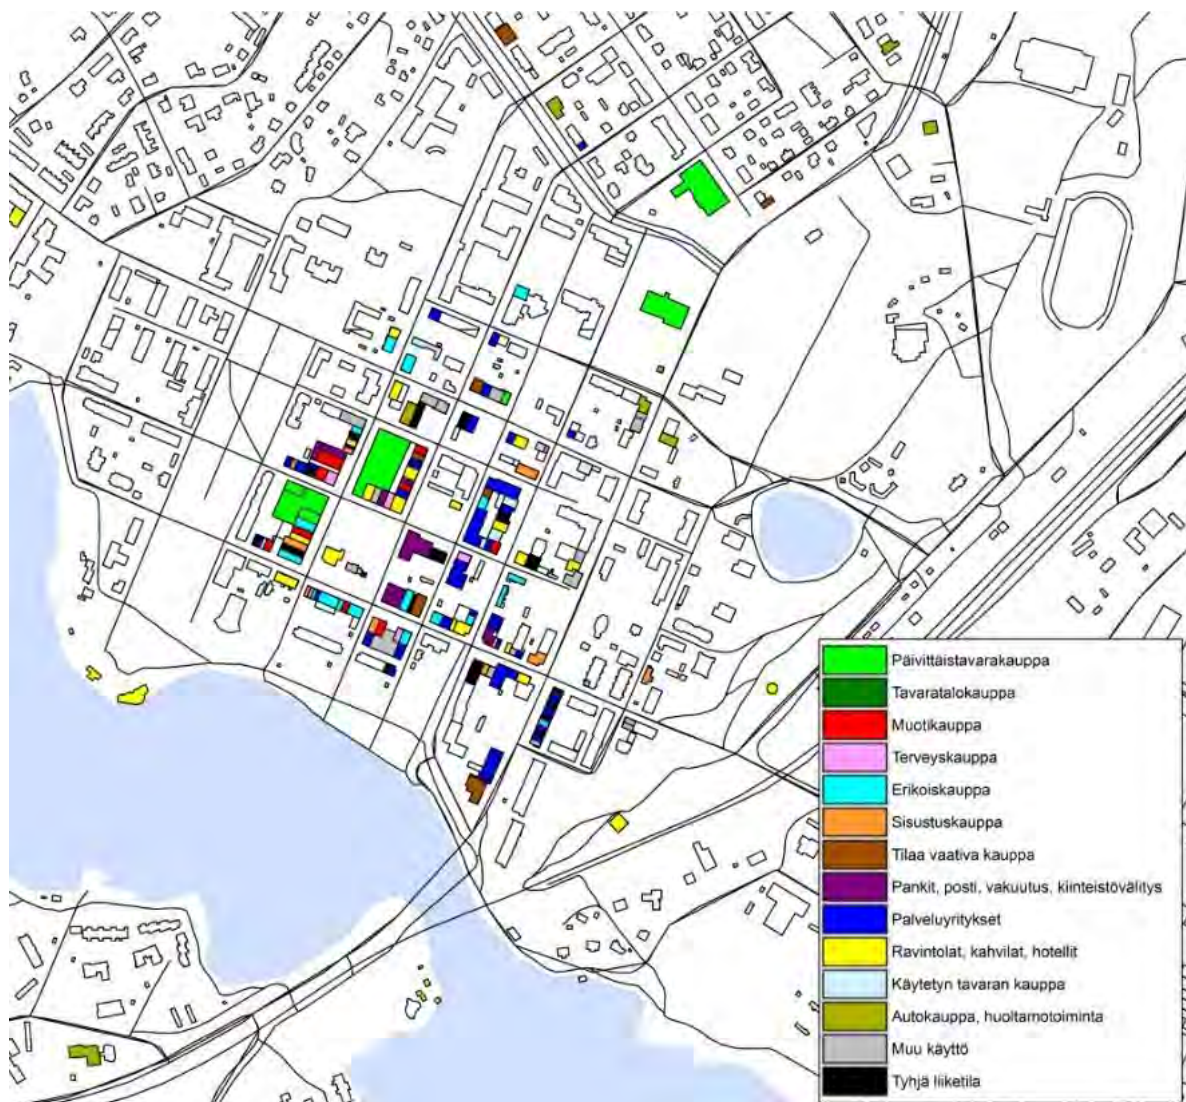 Päivittäistavarakauppa
Tavaratalokauppa
Muotikauppa
Terveyskauppa
Erikoiskauppa
Sisustuskauppa
Tilaa vaativa kauppa
Pankit, posti, vakuutus, kiinteistövälitys
Palveluyritykset
Ravintolat, kahvilat, hotellit
Käytetyn tavaran kauppa
Autokauppa, huoltamotoiminta
Muu käyttö
Tyhjä liiketila